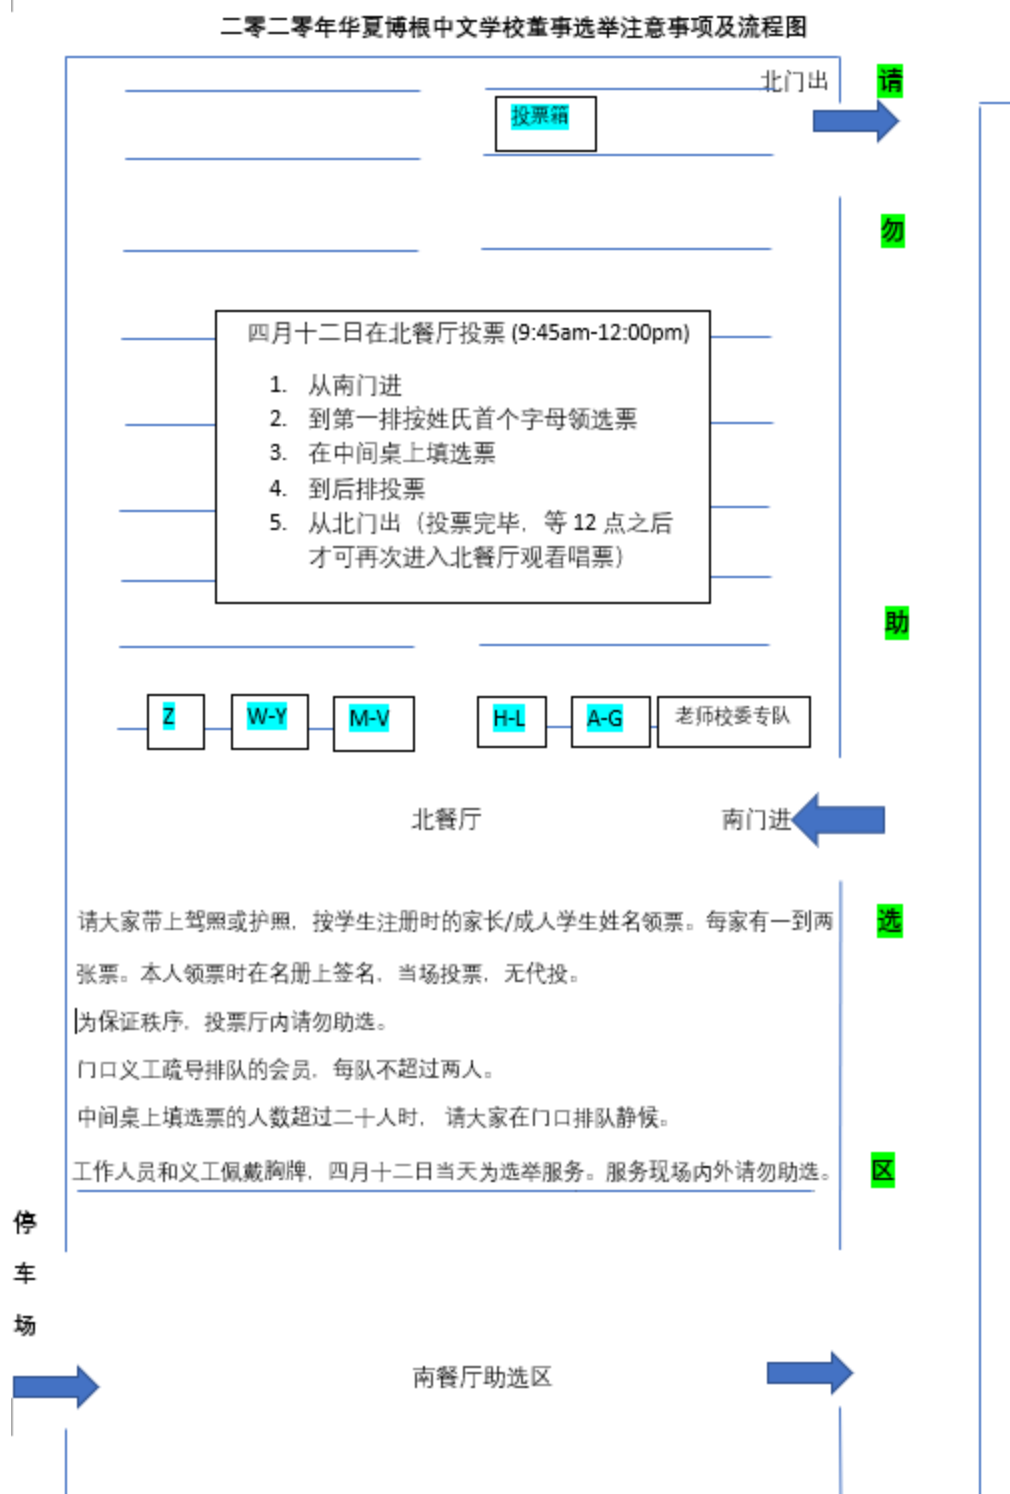 二零二零年华夏博根中文学校董事选举注意事项及流程图
北门出
投票箱
四月十二日在北餐厅投票 (9:45am-12:00pm)
1. 从南门进
2. 到第一排按姓氏首个字母领选票
3. 在中间桌上填选票
4. 到后排投票
5. 从北门出（投票完毕，等 12 点之后
才可再次进入北餐厅观看唱票）
Z W-Y M-V H-L A-G 老师校委专队
北餐厅 南门进
请大家带上驾照或护照，按学生注册时的家长/成人学生姓名领票。每家有一到两
张票。本人领票时在名册上签名，当场投票，无代投。
为保证秩序，投票厅内请勿助选。
门口义工疏导排队的会员，每队不超过两人。
中间桌上填选票的人数超过二十人时， 请大家在门口排队静候。
工作人员和义工佩戴胸牌，四月十二日当天为选举服务。服务现场内外请勿助选。
请
勿
助
选
区
停
车
场
南餐厅助选区